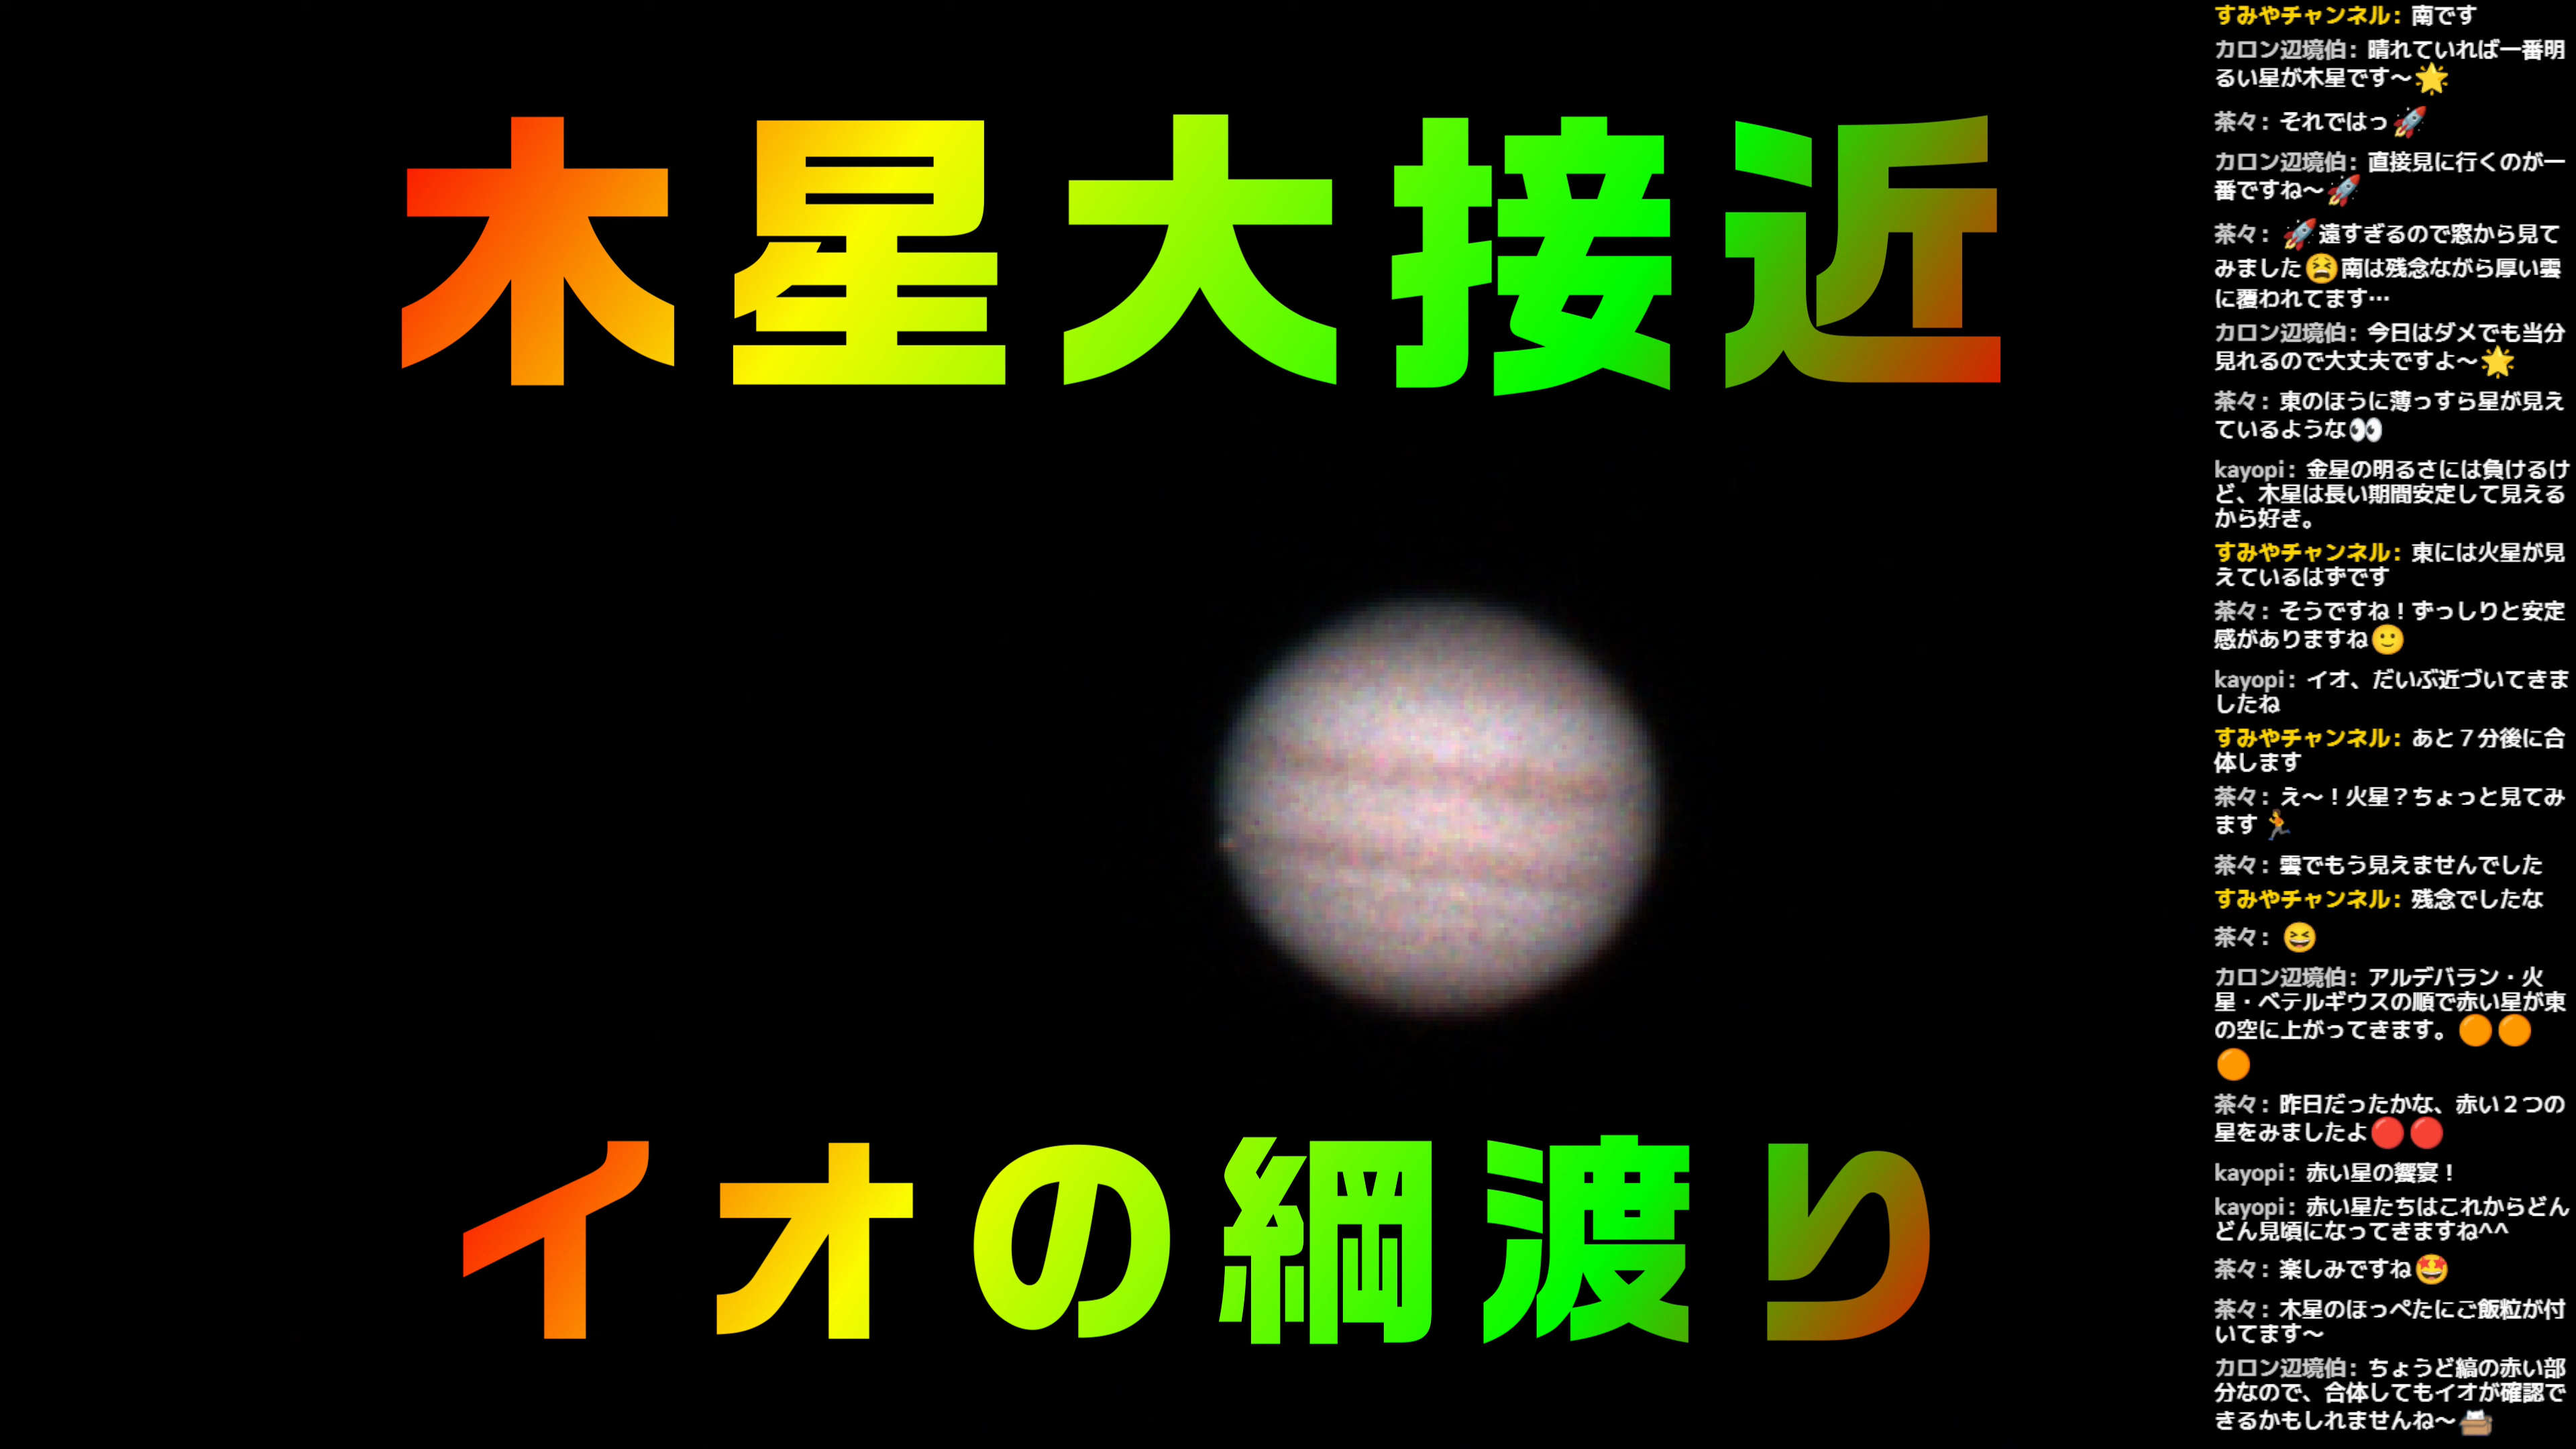 木星大接近
イオの綱渡り
すみやチャンネル: 南です
カロン辺境伯: 晴れていれば一番明
るい星が木星です～🌟
茶々: それではっ🚀
カロン辺境伯: 直接見に行くのが一
番ですね～🚀
茶々: 🚀遠すぎるので窓から見て
みました😫南は残念ながら厚い雲
に覆われてます…
カロン辺境伯: 今日はダメでも当分
見れるので大丈夫ですよ～🌟
茶々: 東のほうに薄っすら星が見え
ているような👀
kayopi: 金星の明るさには負けるけ
ど、木星は長い期間安定して見える
から好き。
すみやチャンネル: 東には火星が見
えているはずです
茶々: そうですね！ずっしりと安定
感がありますね🙂
kayopi: イオ、だいぶ近づいてきま
したね
すみやチャンネル: あと７分後に合
体します
茶々: え～！火星？ちょっと見てみ
ます🏃
茶々: 雲でもう見えませんでした
すみやチャンネル: 残念でしたな
茶々: 😆
カロン辺境伯: アルデバラン・火
星・ベテルギウスの順で赤い星が東
の空に上がってきます。🟠🟠
🟠
茶々: 昨日だったかな、赤い２つの
星をみましたよ🔴🔴
kayopi: 赤い星の饗宴！
kayopi: 赤い星たちはこれからどん
どん見頃になってきますね^^
茶々: 楽しみですね🤩
茶々: 木星のほっぺたにご飯粒が付
いてます～
カロン辺境伯: ちょうど縞の赤い部
分なので、合体してもイオが確認で
きるかもしれませんね～